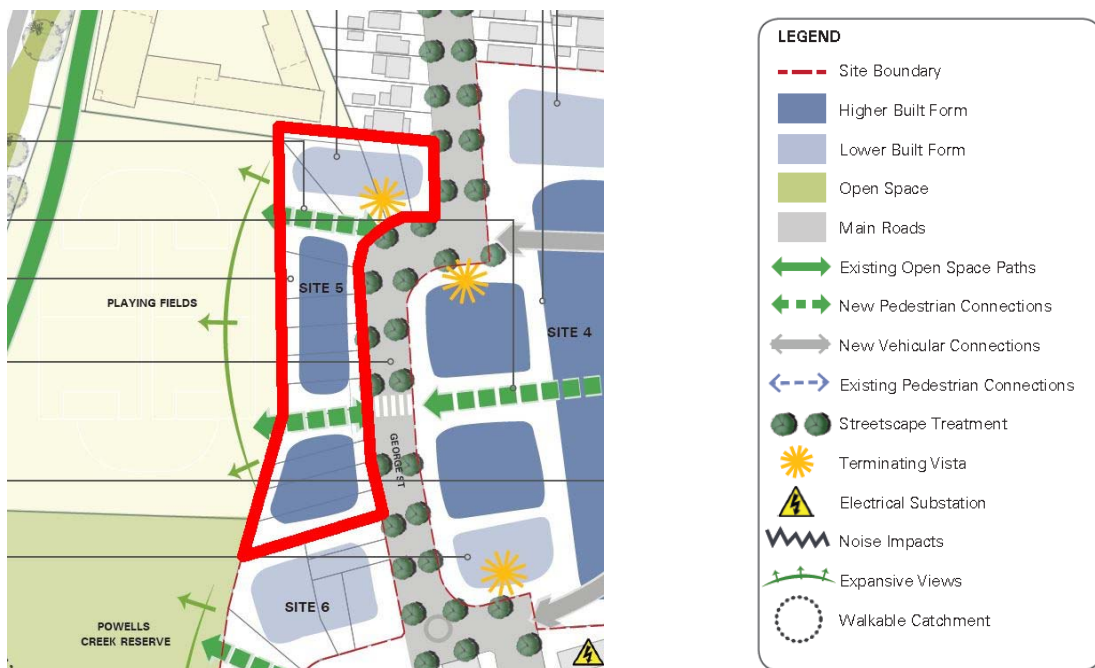 PLAYING FIELDS
SITE 5
SITE 4
GEORGE ST
SITE 6
POWELLS
CREEK RESERVE
LEGEND
Site Boundary
Higher Built Form
Lower Built Form
Open Space
Main Roads
Existing Open Space Paths
New Pedestrian Connections
New Vehicular Connections
Existing Pedestrian Connections
Streetscape Treatment
Terminating Vista
Electrical Substation
Noise Impacts
Expansive Views
Walkable Catchment